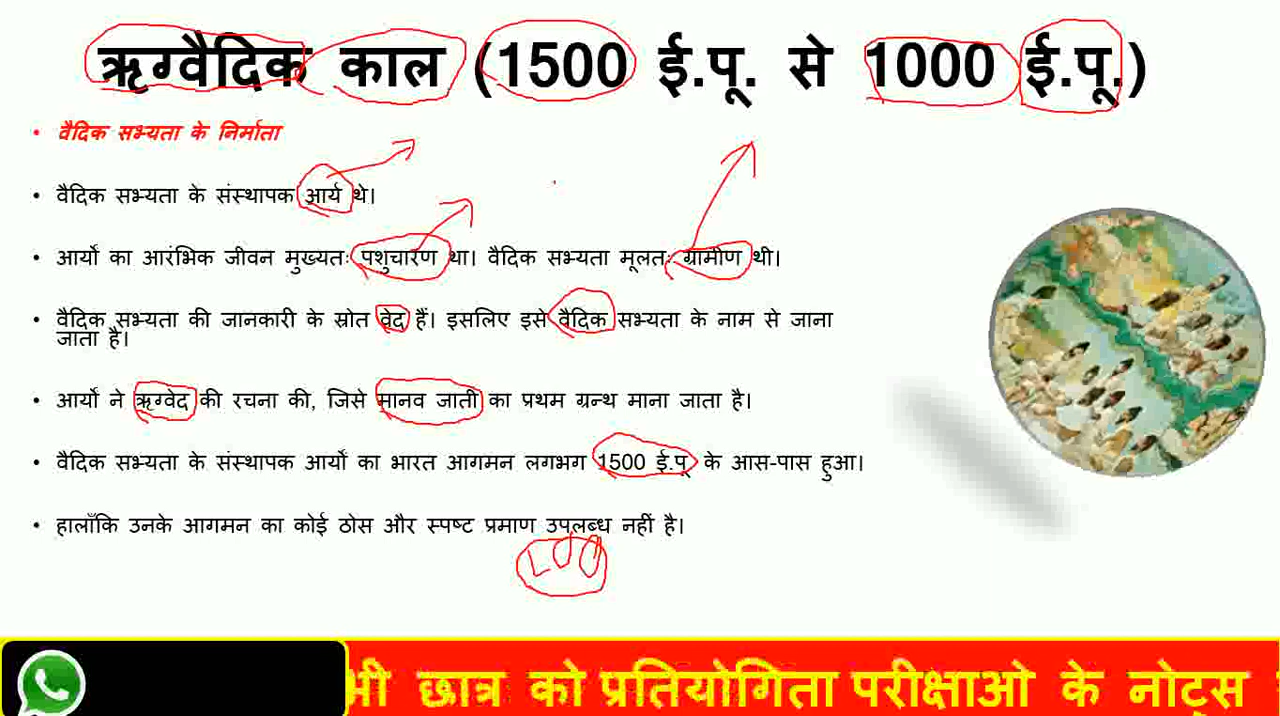 ऋग्वैदिक काल (1500 ई.पू. से 1000 ई.पू.)
• वैदिक सभ्यता के निर्माता
• वैदिक सभ्यता के संस्थापक आर्य थे।
• आर्यों का आरंभिक जीवन मुख्यतः पशुचारण था। वैदिक सभ्यता मूलतः ग्रामीण थी।
• वैदिक सभ्यता की जानकारी के स्रोत वेद हैं। इसलिए इसे वैदिक सभ्यता के नाम से जाना
जाता है।
• आर्यों ने ऋग्वेद की रचना की, जिसे मानव जाती का प्रथम ग्रन्थ माना जाता है।
• वैदिक सभ्यता के संस्थापक आर्यों का भारत आगमन लगभग 1500 ई.पू के आस-पास हुआ।
• हालाँकि उनके आगमन का कोई ठोस और स्पष्ट प्रमाण उपलब्ध नहीं है।
भी छात्र को प्रतियोगिता परीक्षाओ के नोट्स